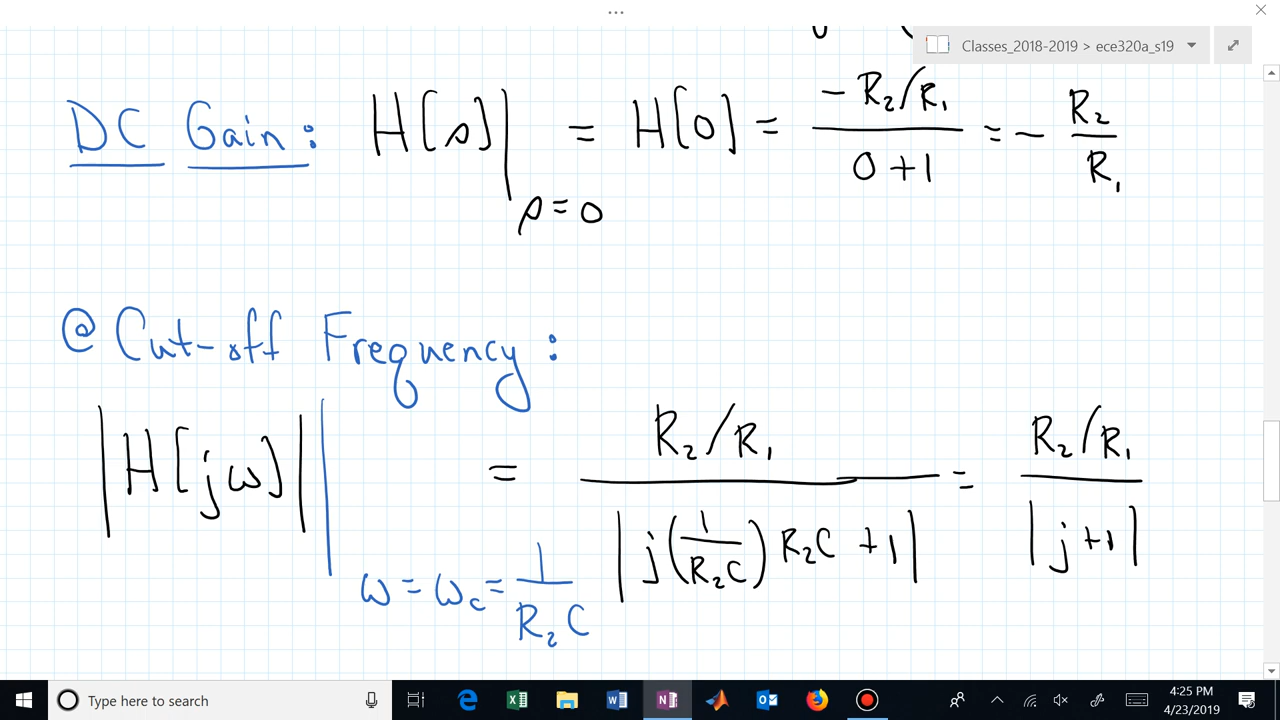 Classes_2018-2019 > ece320a_s19
DC Gain: H[s]|s=0 = H[0] = (-R₂/R₁)/(0+1) = - R₂/R₁
@ Cut-off Frequency:
|H[jω]||ω=ωc=1/(R₂C) = (R₂/R₁)/|j(1/(R₂C))R₂C+1| = (R₂/R₁)/|j+1|
Type here to search
4:25 PM
4/23/2019